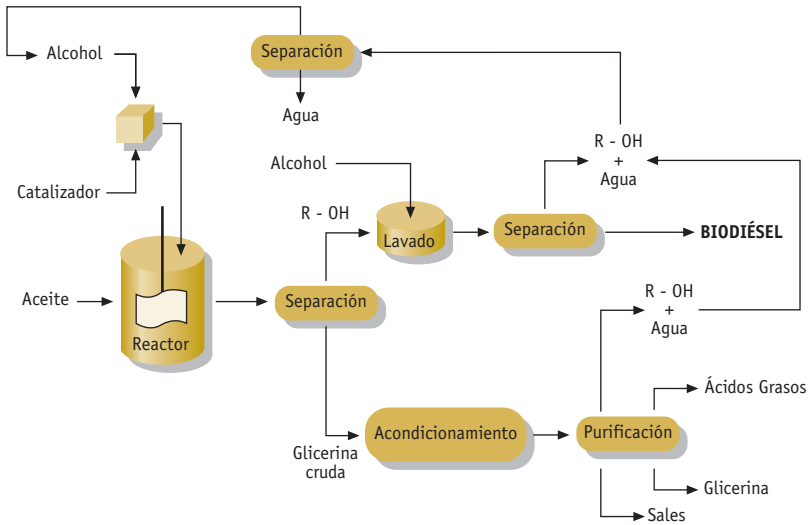 Alcohol
Separación
Agua
Catalizador
Alcohol
R - OH
Lavado
Separación
R - OH
+
Agua
BIODIÉSEL
Aceite
Reactor
Separación
R - OH
+
Agua
Glicerina
cruda
Acondicionamiento
Purificación
Ácidos Grasos
Glicerina
Sales